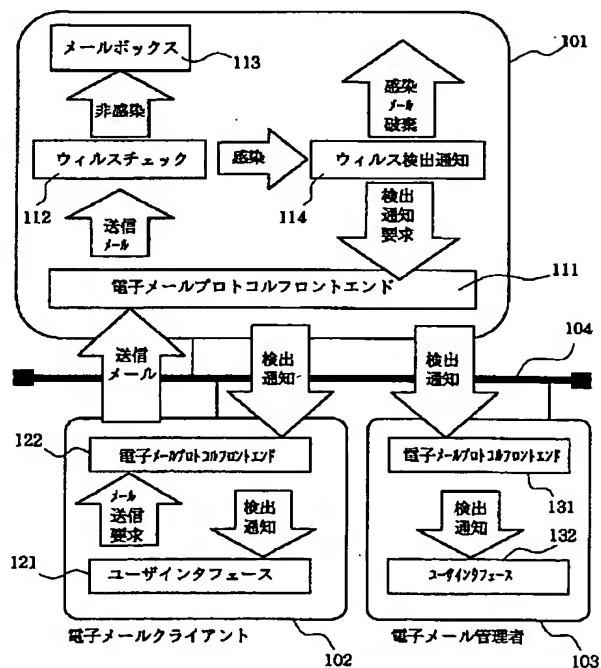 メールボックス
113
101
非感染
感染
メール
破棄
ウィルスチェック
感染
ウィルス検出通知
112
114
送信
メール
検出
通知
要求
111
電子メールプロトコルフロントエンド
送信
メール
検出
通知
検出
通知
104
122
電子メールプロトコルフロントエンド
電子メールプロトコルフロントエンド
メール
送信
要求
検出
通知
検出
通知
131
132
121
ユーザインタフェース
ユーザインタフェース
電子メールクライアント
102
電子メール管理者
103